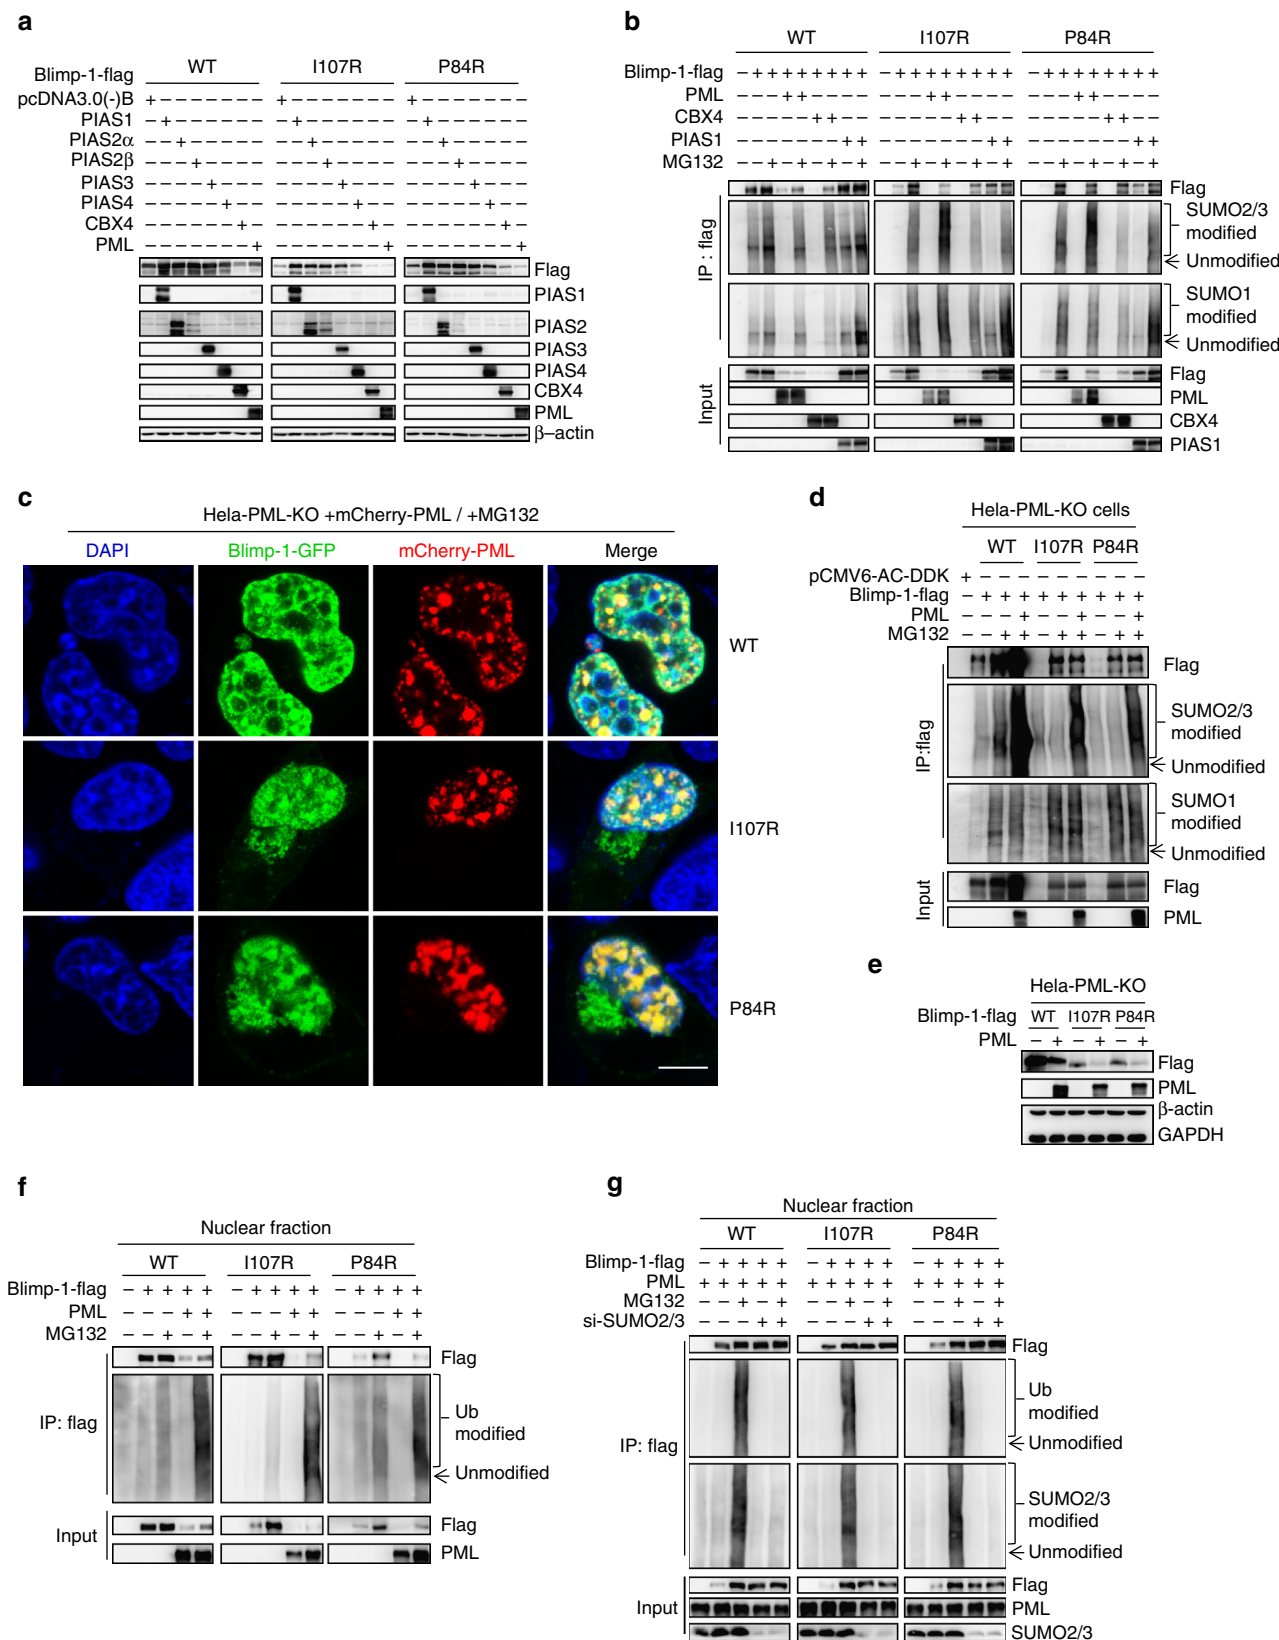 a
WT I107R P84R
Blimp-1-flag
pcDNA3.0(-)B + − − − − − − − + − − − − − − − + − − − − − − −
PIAS1 − + − − − − − − − + − − − − − − − + − − − − − −
PIAS2α − − + − − − − − − − + − − − − − − − + − − − − −
PIAS2β − − − + − − − − − − − + − − − − − − − + − − − −
PIAS3 − − − − + − − − − − − − + − − − − − − − + − − −
PIAS4 − − − − − + − − − − − − − + − − − − − − − + − −
CBX4 − − − − − − + − − − − − − − + − − − − − − − + −
PML − − − − − − − + − − − − − − − + − − − − − − − +
Flag
PIAS1
PIAS2
PIAS3
PIAS4
CBX4
PML
β–actin
b
WT I107R P84R
Blimp-1-flag − + + + + + + + + − + + + + + + + + − + + + + + + + +
PML − − − + + − − − − − − − + + − − − − − − − + + − − − −
CBX4 − − − − − + + − − − − − − − + + − − − − − − − + + − −
PIAS1 − − − − − − − + + − − − − − − − + + − − − − − − − + +
MG132 − − + − + − + − + − − + − + − + − + − − + − + − + − +
IP : flag
Flag
SUMO2/3
modified
Unmodified
SUMO1
modified
Unmodified
Input
Flag
PML
CBX4
PIAS1
c
Hela-PML-KO +mCherry-PML / +MG132
DAPI Blimp-1-GFP mCherry-PML Merge
WT
I107R
P84R
d
Hela-PML-KO cells
WT I107R P84R
pCMV6-AC-DDK + − − − − − − − − −
Blimp-1-flag − + + + + + + + + +
PML − − − + − − + − − +
MG132 − − + + − + + − + +
IP:flag
Flag
SUMO2/3
modified
Unmodified
SUMO1
modified
Unmodified
Input
Flag
PML
e
Hela-PML-KO
Blimp-1-flag WT I107R P84R
PML − + − + − +
Flag
PML
β-actin
GAPDH
f
Nuclear fraction
WT I107R P84R
Blimp-1-flag − + + + + − + + + + − + + + +
PML − − − + + − − − + + − − − + +
MG132 − − + − + − − + − + − − + − +
IP: flag
Flag
Ub
modified
Unmodified
Input
Flag
PML
g
Nuclear fraction
WT I107R P84R
Blimp-1-flag − + + + + − + + + + − + + + +
PML + + + + + + + + + + + + + + +
MG132 − − + − + − − + − + − − + − +
si-SUMO2/3 − − − + + − − − + + − − − + +
IP: flag
Flag
Ub
modified
Unmodified
SUMO2/3
modified
Unmodified
Input
Flag
PML
SUMO2/3